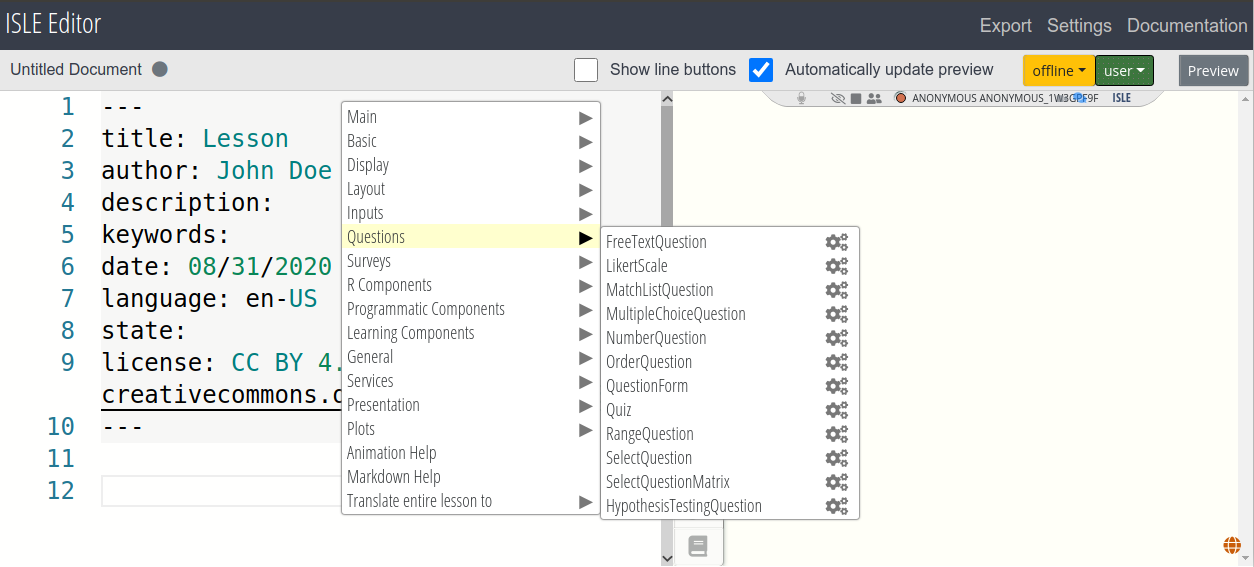 ISLE Editor
Export Settings Documentation
Untitled Document
Show line buttons
Automatically update preview
offline
user
Preview
1 ---
2 title: Lesson
3 author: John Doe
4 description:
5 keywords:
6 date: 08/31/2020
7 language: en-US
8 state:
9 license: CC BY 4.
creativecommons.
10 ---
11
12
Main
Basic
Display
Layout
Inputs
Questions
Surveys
R Components
Programmatic Components
Learning Components
General
Services
Presentation
Plots
Animation Help
Markdown Help
Translate entire lesson to
FreeTextQuestion
LikertScale
MatchListQuestion
MultipleChoiceQuestion
NumberQuestion
OrderQuestion
QuestionForm
Quiz
RangeQuestion
SelectQuestion
SelectQuestionMatrix
HypothesisTestingQuestion
ANONYMOUS
ISLE